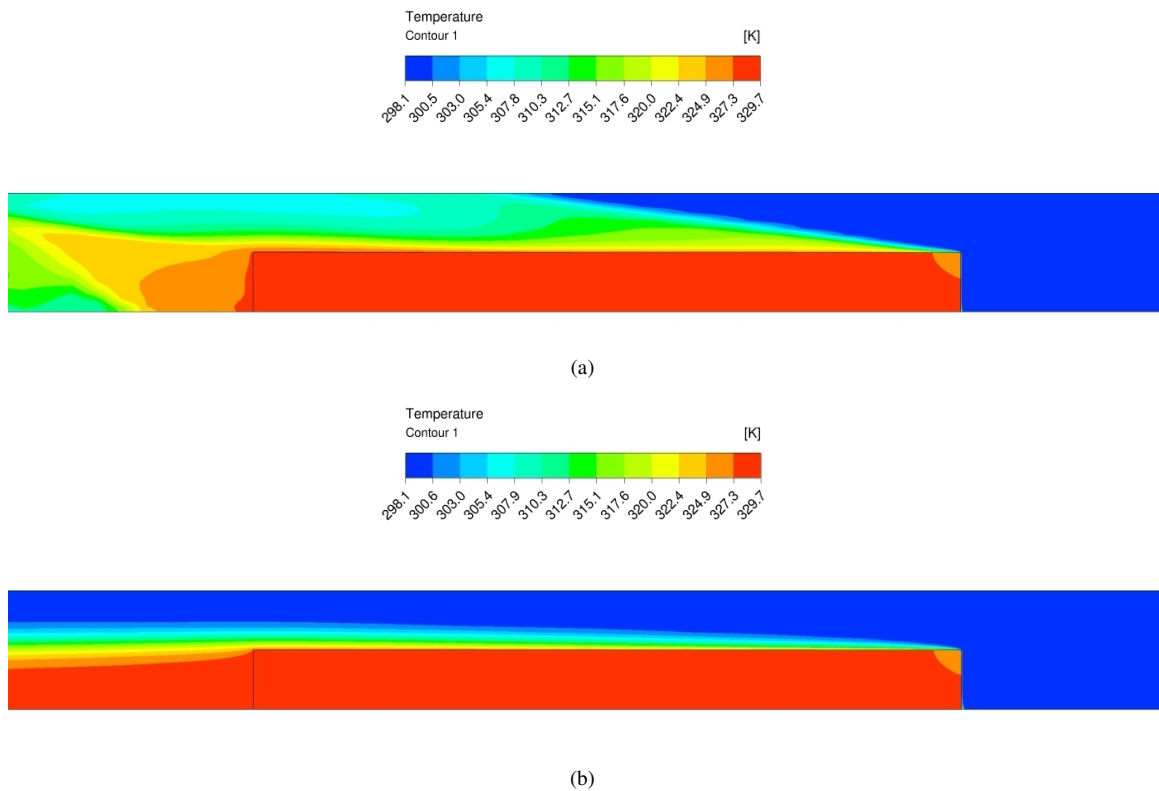 Temperature
Contour 1 [K]
298.1 300.5 303.0 305.4 307.8 310.3 312.7 315.1 317.6 320.0 322.4 324.9 327.3 329.7
(a)
Temperature
Contour 1 [K]
298.1 300.6 303.0 305.4 307.9 310.3 312.7 315.1 317.6 320.0 322.4 324.9 327.3 329.7
(b)